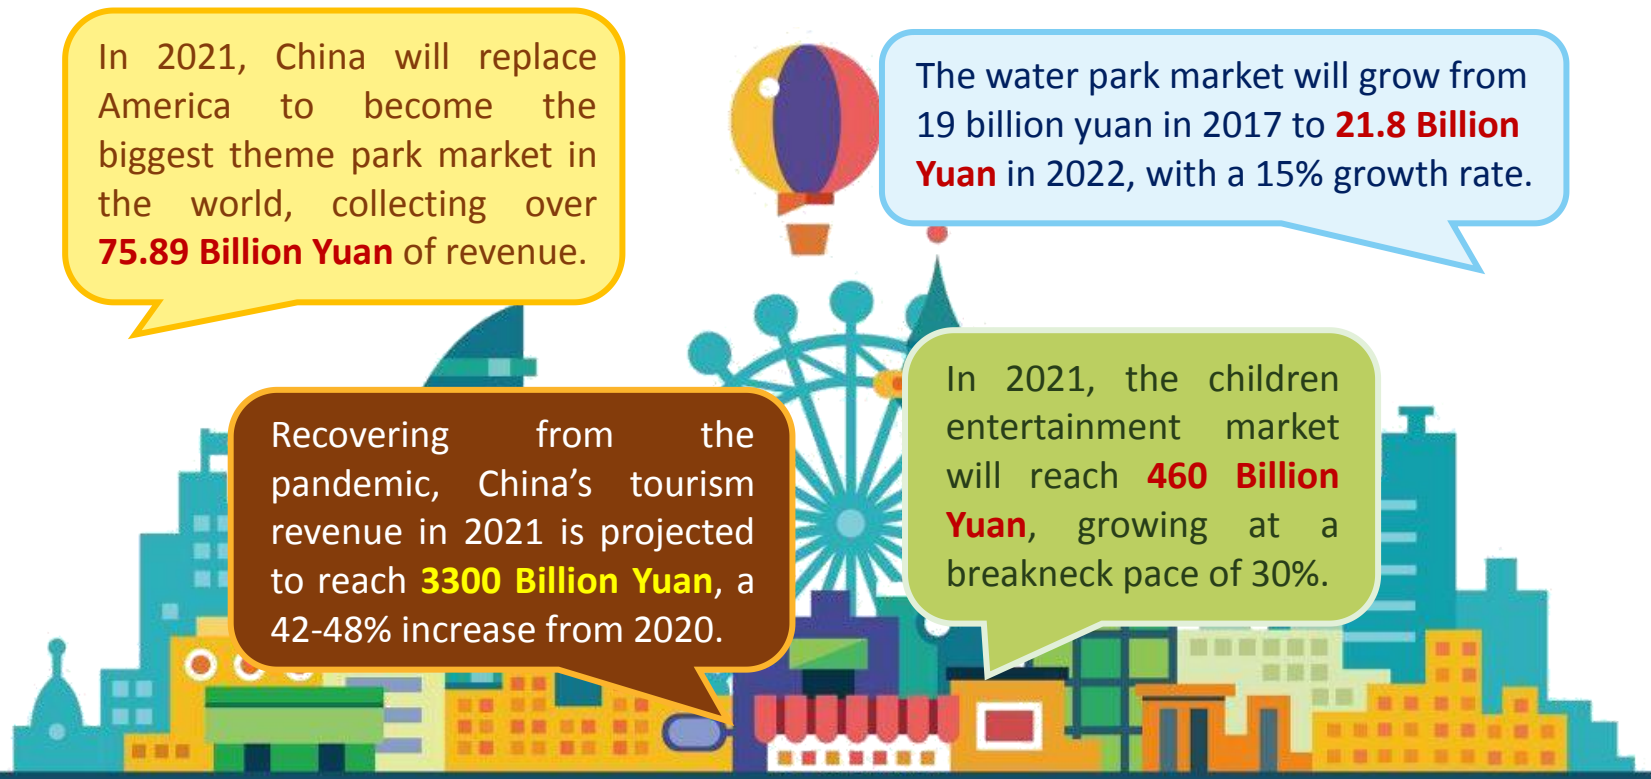 In 2021, China will replace
America to become the
biggest theme park market in
the world, collecting over
75.89 Billion Yuan of revenue.
The water park market will grow from
19 billion yuan in 2017 to 21.8 Billion
Yuan in 2022, with a 15% growth rate.
Recovering from the
pandemic, China’s tourism
revenue in 2021 is projected
to reach 3300 Billion Yuan, a
42-48% increase from 2020.
In 2021, the children
entertainment market
will reach 460 Billion
Yuan, growing at a
breakneck pace of 30%.